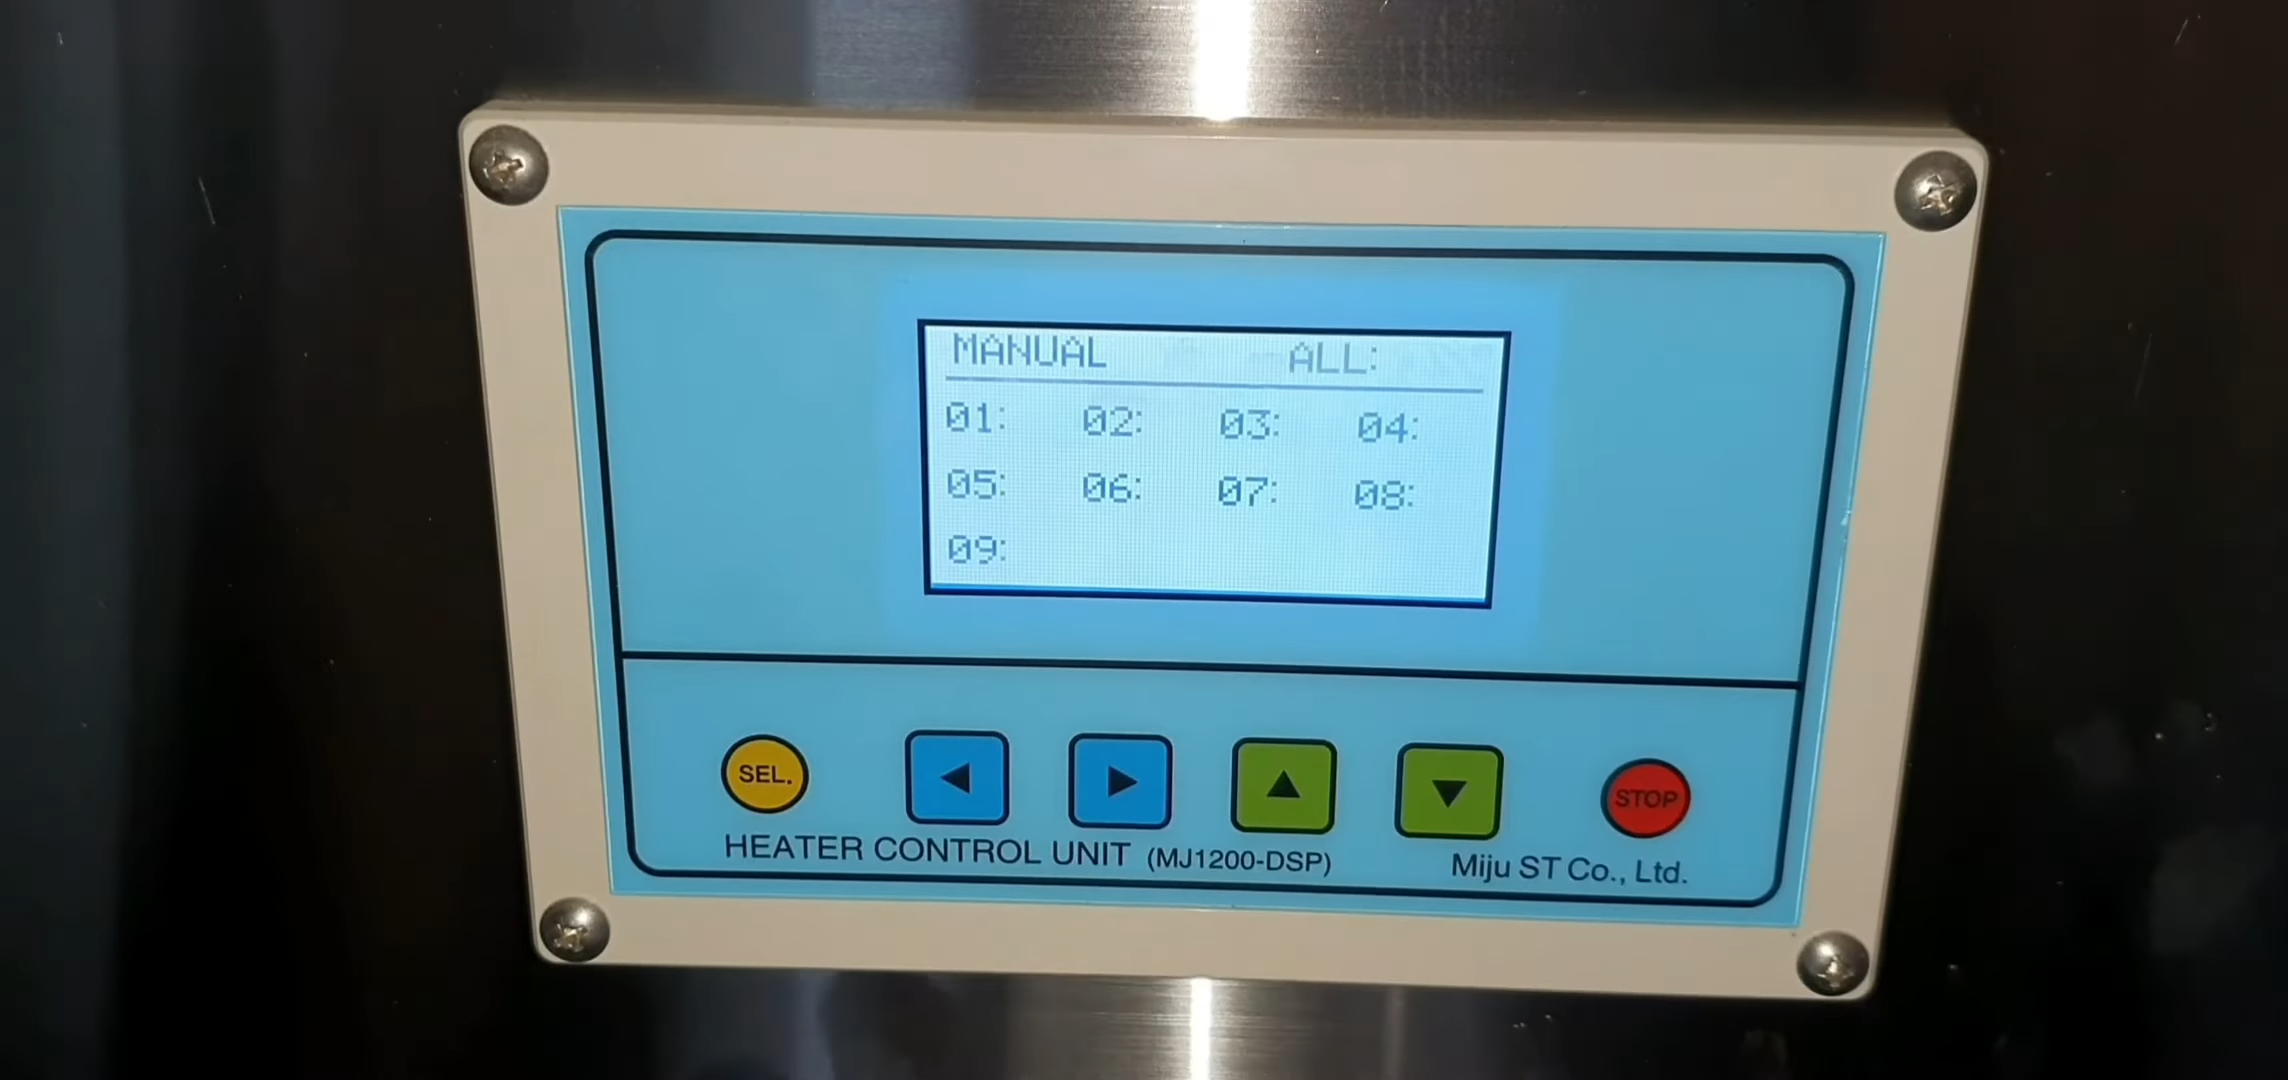 MANUAL ALL:
01: 02: 03: 04:
05: 06: 07: 08:
09:
SEL. ◀ ▶ ▲ ▼ STOP
HEATER CONTROL UNIT (MJ1200-DSP) Miju ST Co., Ltd.